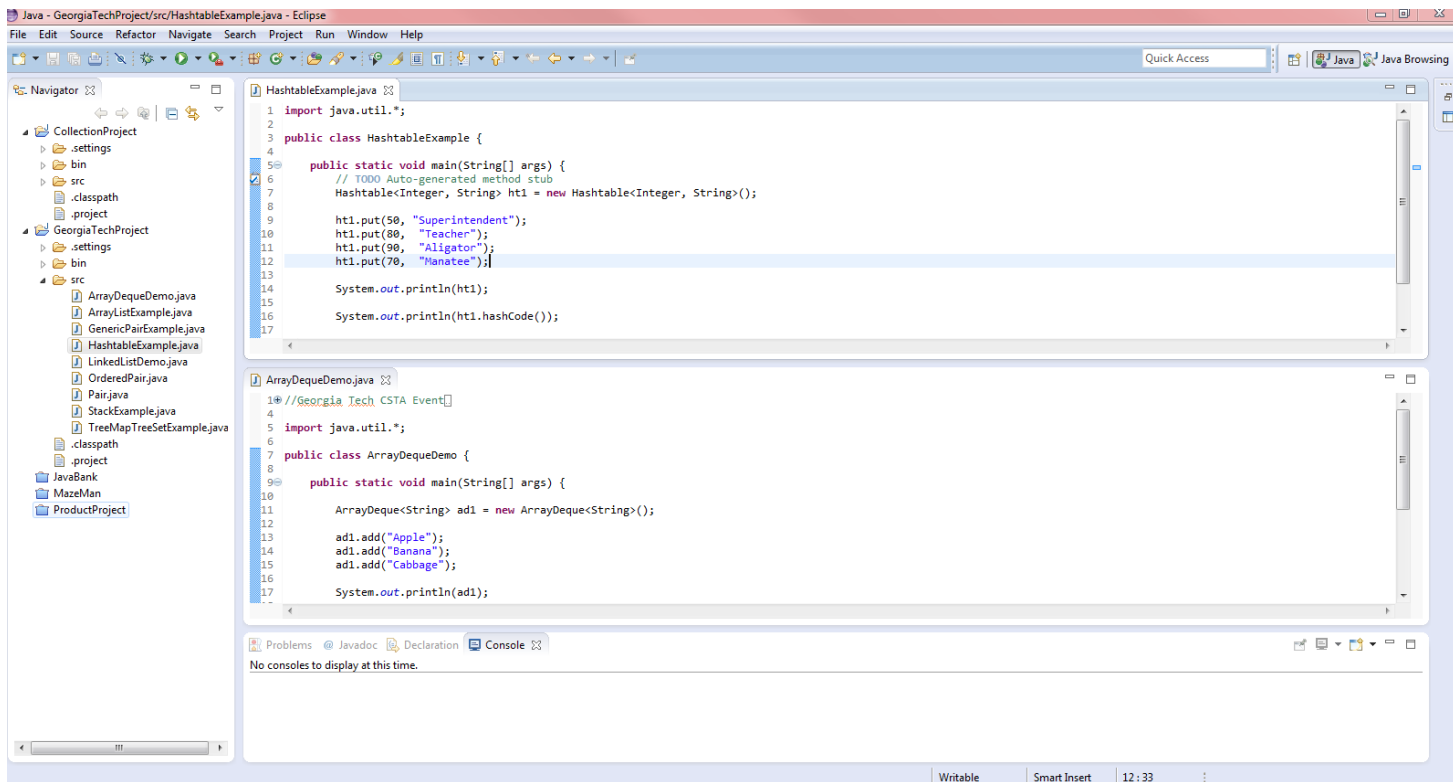 Java - GeorgiaTechProject/src/HashtableExample.java - Eclipse
File Edit Source Refactor Navigate Search Project Run Window Help
Quick Access Java Java Browsing
Navigator
CollectionProject
.settings
bin
src
.classpath
.project
GeorgiaTechProject
.settings
bin
src
ArrayDequeDemo.java
ArrayListExample.java
GenericPairExample.java
HashtableExample.java
LinkedListDemo.java
OrderedPair.java
Pair.java
StackExample.java
TreeMapTreeSetExample.java
.classpath
.project
JavaBank
MazeMan
ProductProject
HashtableExample.java
1 import java.util.*;
2
3 public class HashtableExample {
4
5 public static void main(String[] args) {
6 // TODO Auto-generated method stub
7 Hashtable<Integer, String> ht1 = new Hashtable<Integer, String>();
8
9 ht1.put(50, "Superintendent");
10 ht1.put(80,  "Teacher");
11 ht1.put(90,  "Aligator");
12 ht1.put(70,  "Manatee");
13
14 System.out.println(ht1);
15
16 System.out.println(ht1.hashCode());
17
ArrayDequeDemo.java
1 //Georgia Tech CSTA Event
4
5 import java.util.*;
6
7 public class ArrayDequeDemo {
8
9 public static void main(String[] args) {
10
11 ArrayDeque<String> ad1 = new ArrayDeque<String>();
12
13 ad1.add("Apple");
14 ad1.add("Banana");
15 ad1.add("Cabbage");
16
17 System.out.println(ad1);
Problems @ Javadoc Declaration Console
No consoles to display at this time.
Writable Smart Insert 12 : 33